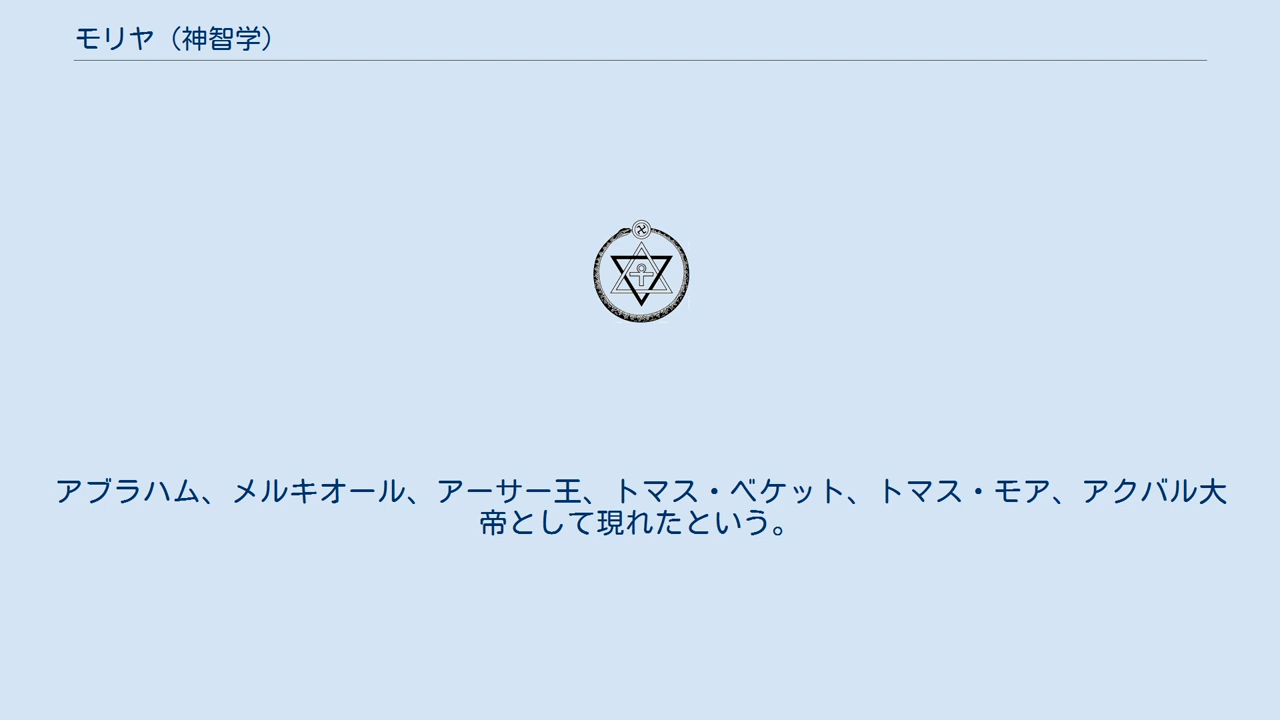 モリヤ（神智学）
アブラハム、メルキオール、アーサー王、トマス・ベケット、トマス・モア、アクバル大
帝として現れたという。